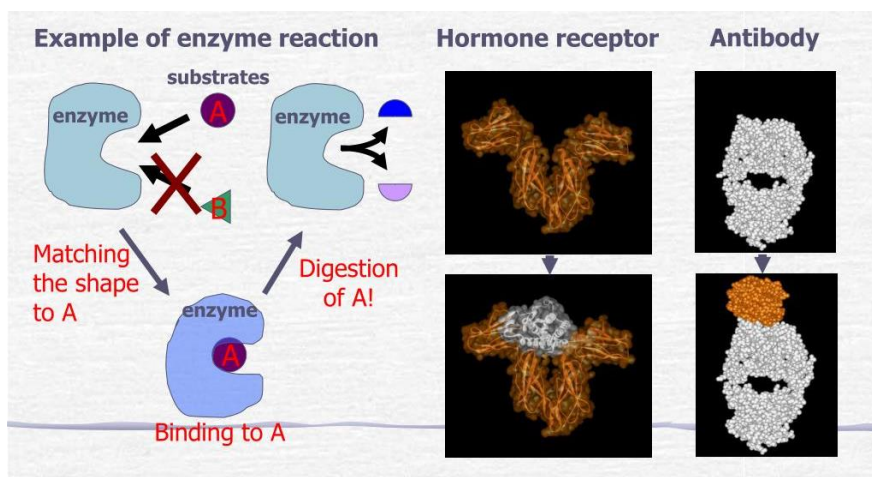 Example of enzyme reaction
Hormone receptor
Antibody
substrates
enzyme
A
B
enzyme
Matching
the shape
to A
Digestion
of A!
enzyme
A
Binding to A